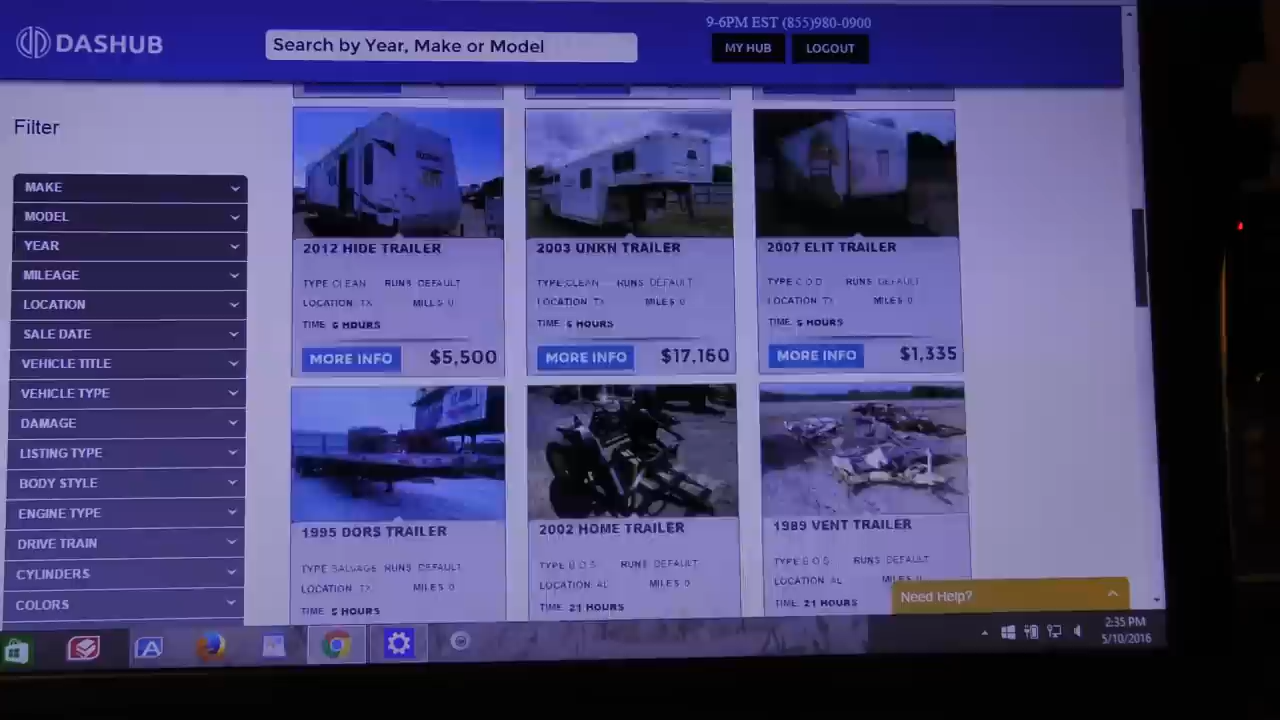 DASHUB
Search by Year, Make or Model
9-6PM EST (855)980-0900
MY HUB
LOGOUT
Filter
MAKE
MODEL
YEAR
MILEAGE
LOCATION
SALE DATE
VEHICLE TITLE
VEHICLE TYPE
DAMAGE
LISTING TYPE
BODY STYLE
ENGINE TYPE
DRIVE TRAIN
CYLINDERS
COLORS
2012 HIDE TRAILER
TYPE CLEAN RUNS DEFAULT
LOCATION TX
TIME 5 HOURS
MORE INFO $5,500
2003 UNKN TRAILER
TYPE CLEAN RUNS DEFAULT
LOCATION TX MILES 0
TIME 5 HOURS
MORE INFO $17,160
2007 ELIT TRAILER
TYPE C.O.D RUNS DEFAULT
LOCATION TX MILES 0
TIME 5 HOURS
MORE INFO $1,335
1995 DORS TRAILER
TYPE SALVAGE RUNS DEFAULT
LOCATION TX MILES 0
TIME 5 HOURS
2002 HOME TRAILER
TYPE B.O.S RUNS DEFAULT
LOCATION AL MILES 0
TIME 21 HOURS
1989 VENT TRAILER
TYPE B.O.S RUNS DEFAULT
LOCATION AL MILES 0
TIME 21 HOURS
Need Help?
2:35 PM
5/10/2016